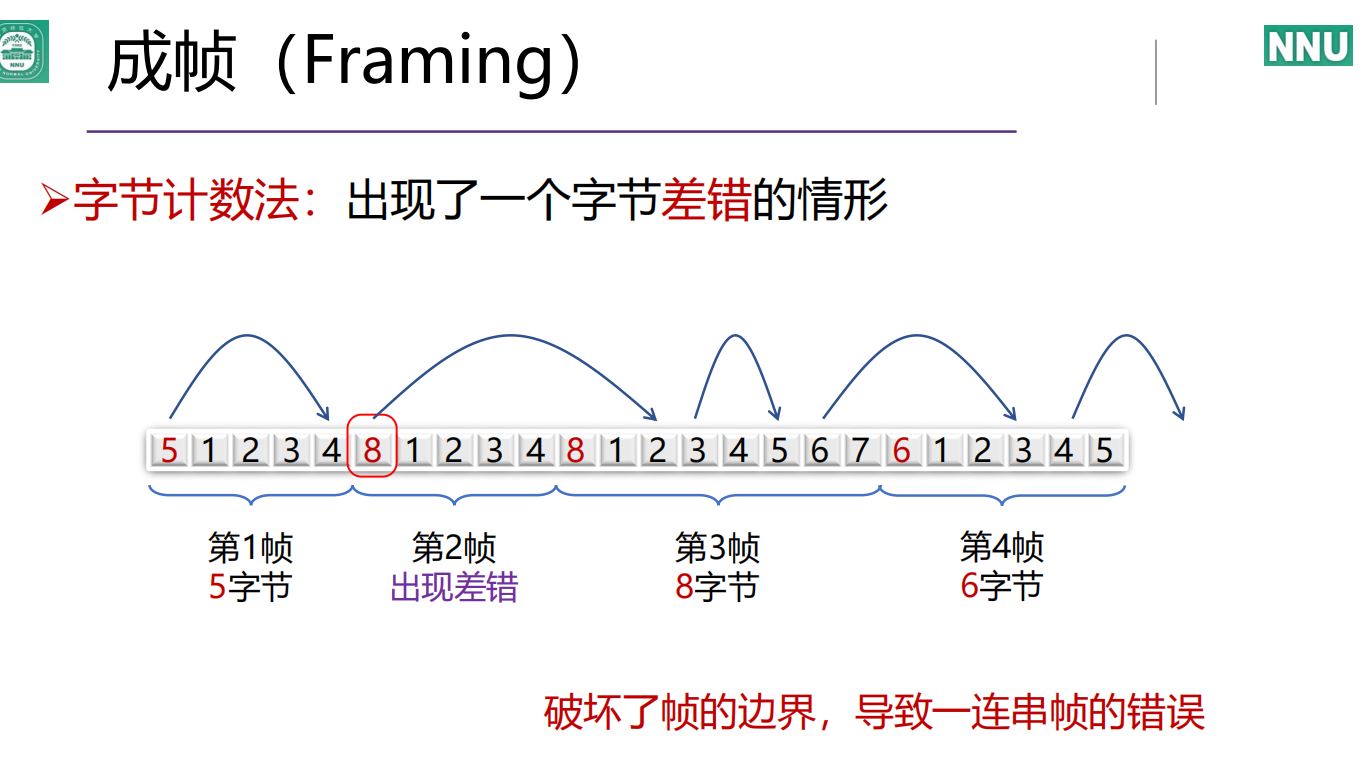 成帧（Framing）
NNU
NNU
➢字节计数法：出现了一个字节差错的情形
5 1 2 3 4 8 1 2 3 4 8 1 2 3 4 5 6 7 6 1 2 3 4 5
第1帧 第2帧 第3帧 第4帧
5字节 出现差错 8字节 6字节
破坏了帧的边界，导致一连串帧的错误